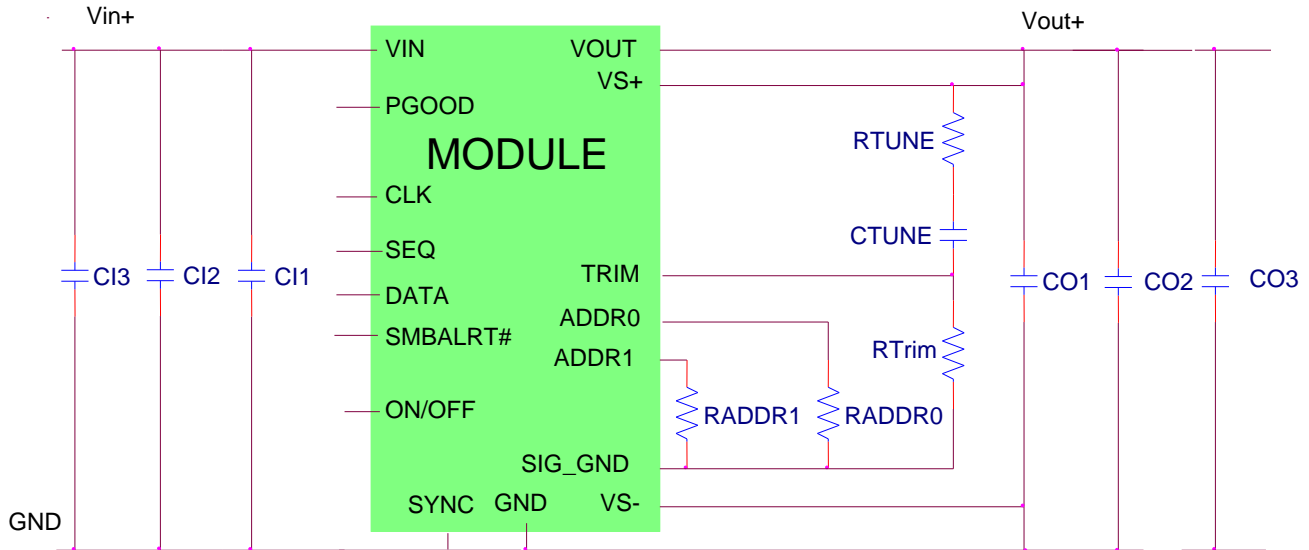 Vin+
Vout+
VIN
VOUT
VS+
PGOOD
MODULE
RTUNE
CLK
CTUNE
SEQ
TRIM
CI3
CI2
CI1
CO1
CO2
CO3
DATA
ADDR0
SMBALRT#
ADDR1
RTrim
ON/OFF
RADDR1
RADDR0
SIG_GND
SYNC
GND
VS-
GND